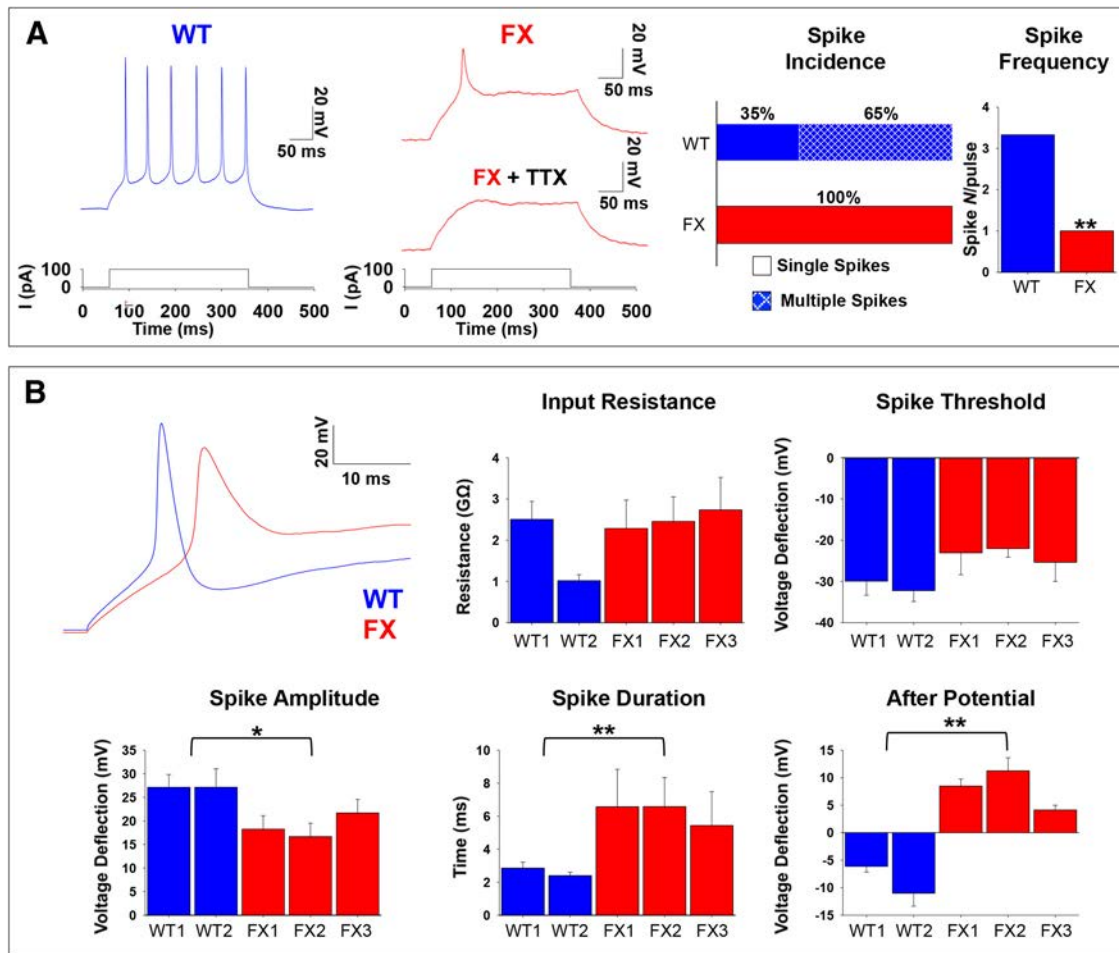 A
WT
20 mV
50 ms
I (pA)
100
0
0 100 200 300 400 500
Time (ms)
FX
20 mV
50 ms
FX + TTX
20 mV
50 ms
I (pA)
100
0
0 100 200 300 400 500
Time (ms)
Spike
Incidence
35% 65%
WT
100%
FX
Single Spikes
Multiple Spikes
Spike
Frequency
Spike N/pulse
4
3
2
1
0
**
WT FX
B
20 mV
10 ms
WT
FX
Input Resistance
Resistance (GΩ)
4
3
2
1
0
WT1 WT2 FX1 FX2 FX3
Spike Threshold
Voltage Deflection (mV)
0
-10
-20
-30
-40
WT1 WT2 FX1 FX2 FX3
Spike Amplitude
Voltage Deflection (mV)
35
30
25
20
15
10
5
0
*
WT1 WT2 FX1 FX2 FX3
Spike Duration
Time (ms)
10
8
6
4
2
0
**
WT1 WT2 FX1 FX2 FX3
After Potential
Voltage Deflection (mV)
15
10
5
0
-5
-10
-15
**
WT1 WT2 FX1 FX2 FX3